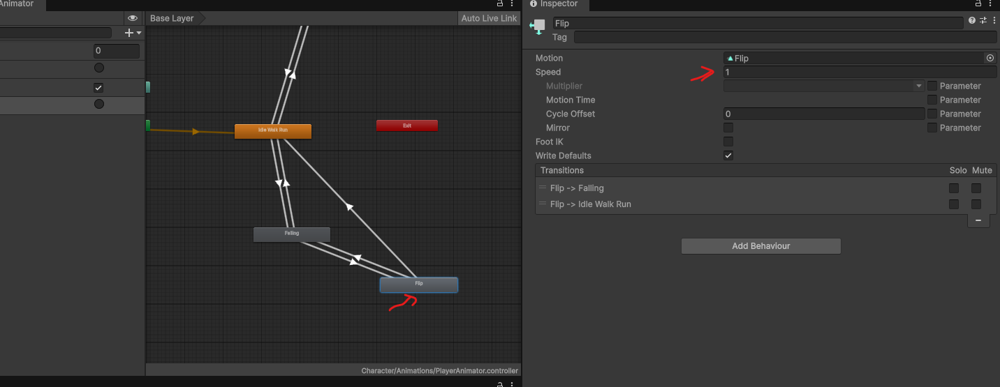 Animator
Base Layer
Auto Live Link
0
Idle Walk Run
Exit
Falling
Flip
Character/Animations/PlayerAnimator.controller
Inspector
Flip
Tag
Motion
Flip
Speed
1
Multiplier
Parameter
Motion Time
Parameter
Cycle Offset
0
Parameter
Mirror
Parameter
Foot IK
Write Defaults
Transitions
Solo Mute
Flip -> Falling
Flip -> Idle Walk Run
Add Behaviour